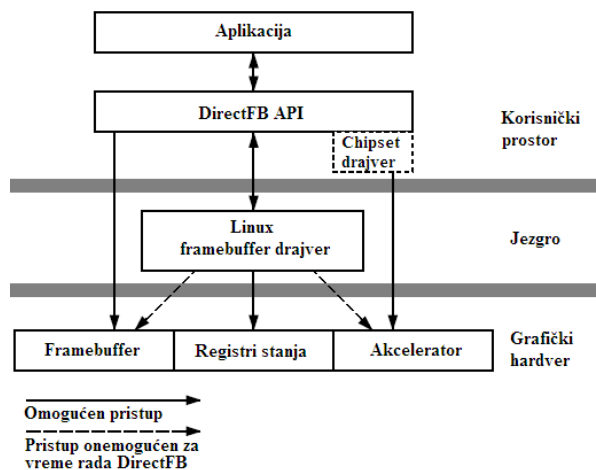 Aplikacija
DirectFB API
Korisnički
prostor
Chipset
drajver
Linux
framebuffer drajver
Jezgro
Framebuffer
Registri stanja
Akcelerator
Grafički
hardver
Omogućen pristup
Pristup onemogućen za
vreme rada DirectFB